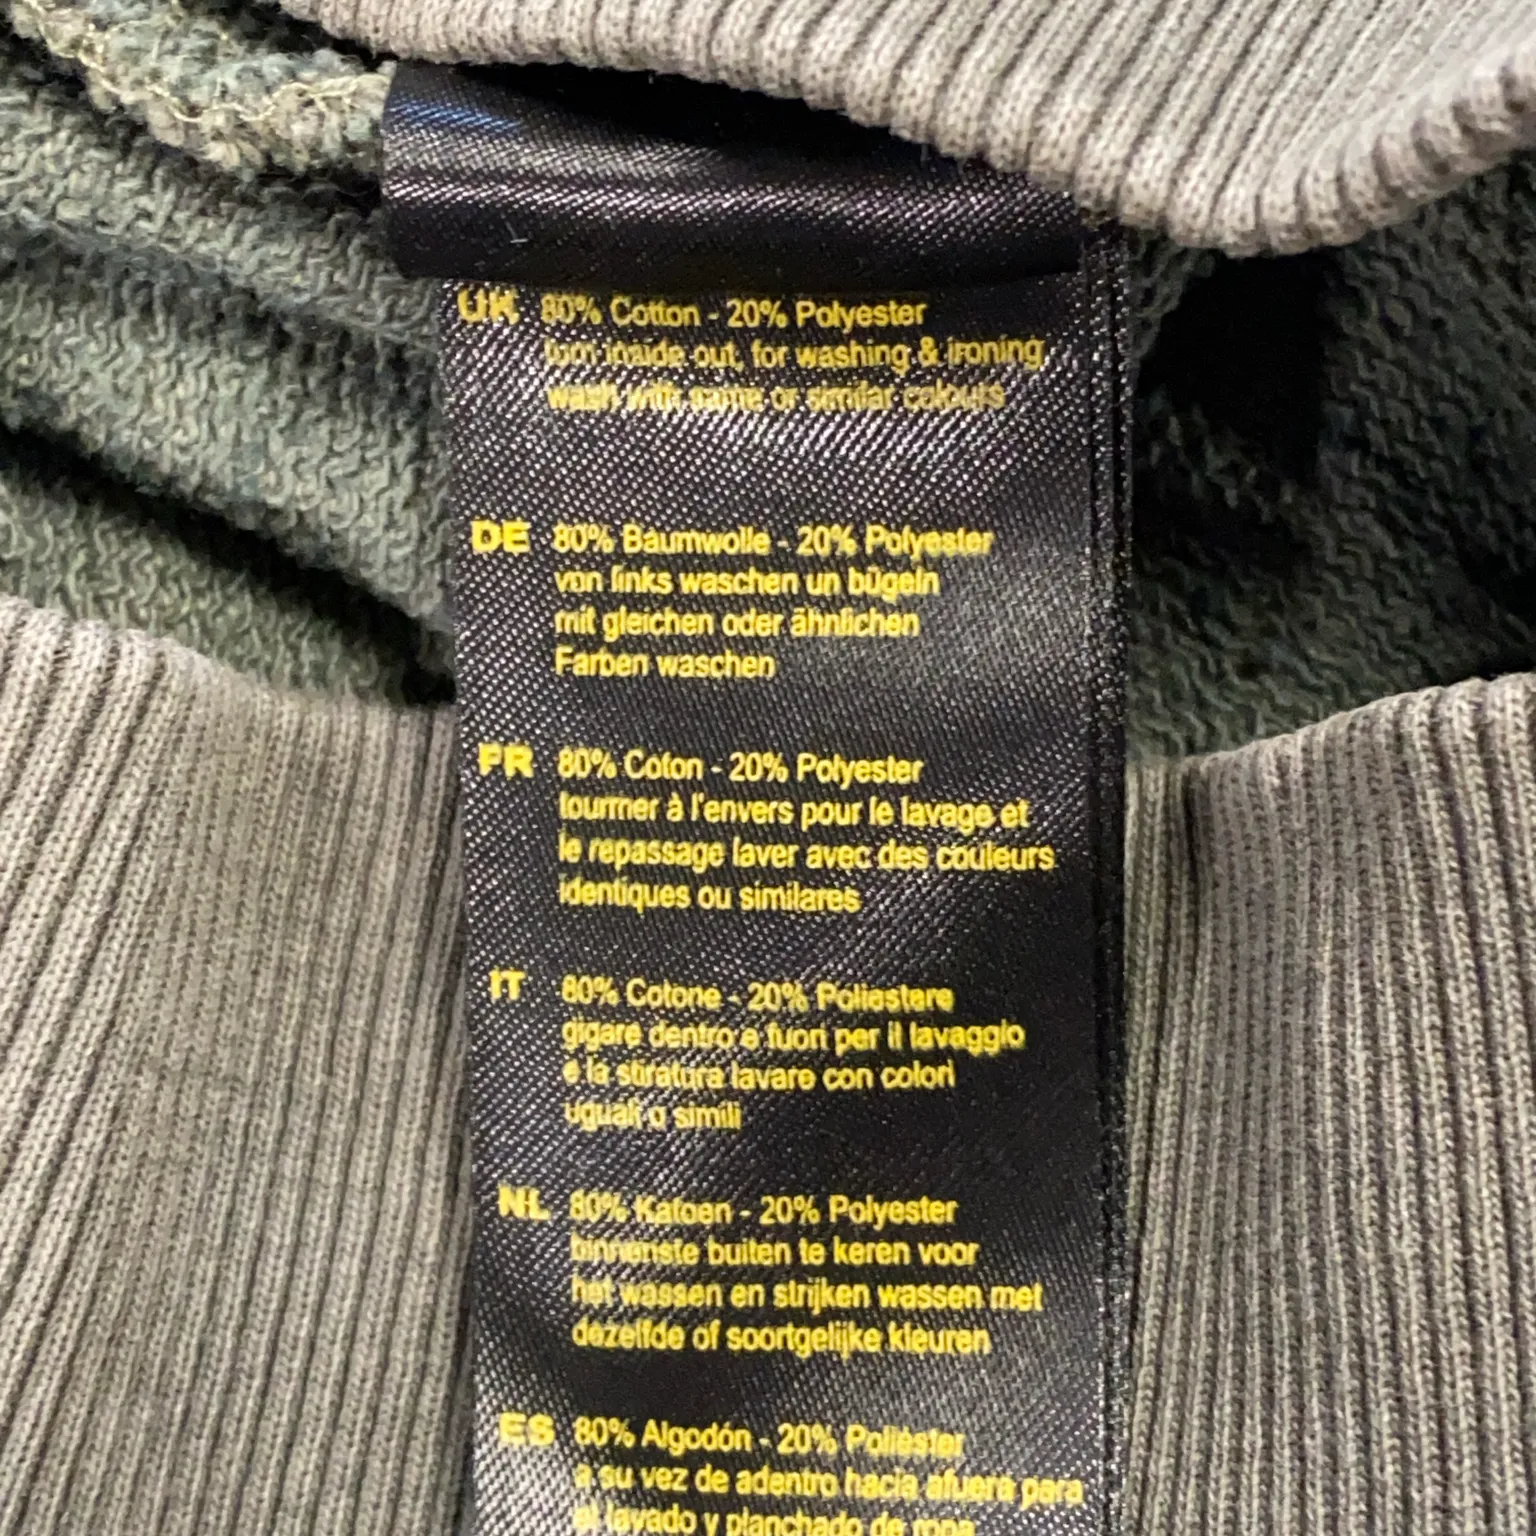 UK 80% Cotton - 20% Polyester
turn inside out, for washing & ironing
wash with same or similar colours
DE 80% Baumwolle - 20% Polyester
von links waschen un bügeln
mit gleichen oder ähnlichen
Farben waschen
FR 80% Coton - 20% Polyester
tourner à l'envers pour le lavage et
le repassage laver avec des couleurs
identiques ou similares
IT 80% Cotone - 20% Poliestere
gigare dentro e fuori per il lavaggio
e la stiratura lavare con colori
uguali o simili
NL 80% Katoen - 20% Polyester
binnenste buiten te keren voor
het wassen en strijken wassen met
dezelfde of soortgelijke kleuren
ES 80% Algodón - 20% Poliéster
a su vez de adentro hacia afuera para
el lavado y planchado de ropa